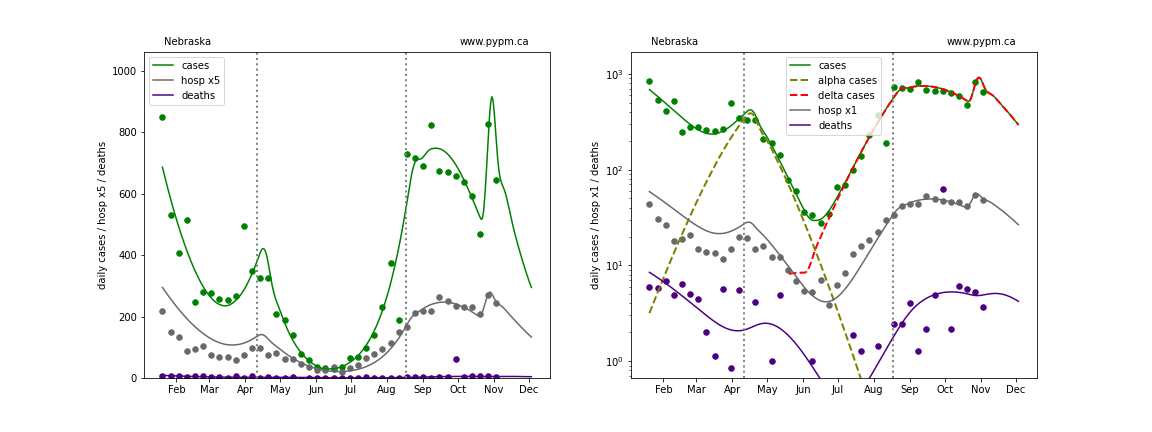 Nebraska www.pypm.ca
cases
hosp x5
deaths
daily cases / hosp x5 / deaths
1000
800
600
400
200
0
Feb Mar Apr May Jun Jul Aug Sep Oct Nov Dec
Nebraska www.pypm.ca
cases
alpha cases
delta cases
hosp x1
deaths
daily cases / hosp x1 / deaths
10³
10²
10¹
10⁰
Feb Mar Apr May Jun Jul Aug Sep Oct Nov Dec